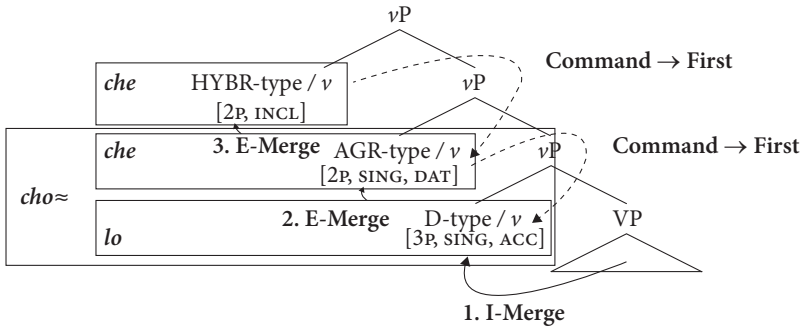 vP
Command → First
che HYBR-type / v
vP
[2P, INCL]
3. E-Merge
che AGR-type / v
vP
Command → First
[2P, SING, DAT]
cho≈
2. E-Merge
D-type / v
VP
lo
[3P, SING, ACC]
1. I-Merge